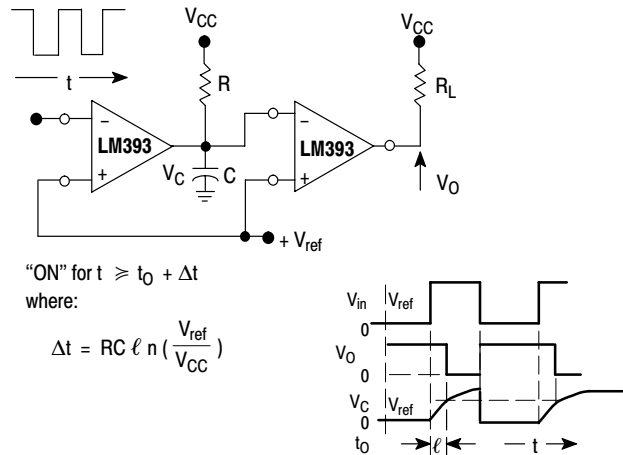 V_CC V_CC
t
R R_L
− −
LM393 LM393
V_C C
+ +
V_O
+ V_ref
"ON" for t ⩾ t_O + Δt
where:
Δt = RC ℓ n ( V_ref / V_CC )
V_in V_ref
0
V_O
0
V_C V_ref
0
t_O ℓ t